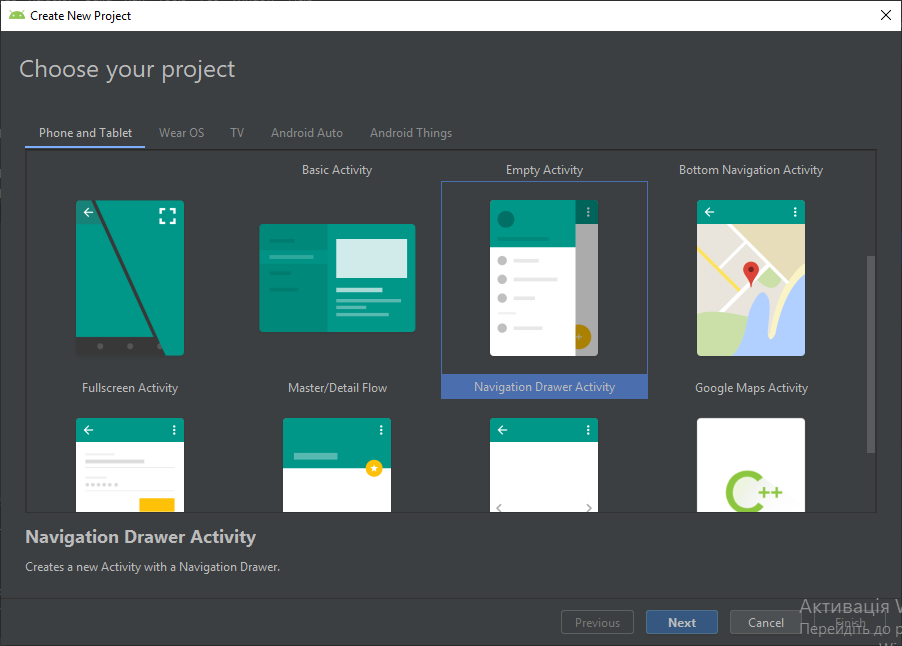 Create New Project
Choose your project
Phone and Tablet Wear OS TV Android Auto Android Things
Basic Activity Empty Activity Bottom Navigation Activity
Fullscreen Activity Master/Detail Flow Navigation Drawer Activity Google Maps Activity
C++
Navigation Drawer Activity
Creates a new Activity with a Navigation Drawer.
Previous Next Cancel Finish
Активація
Перейдіть до